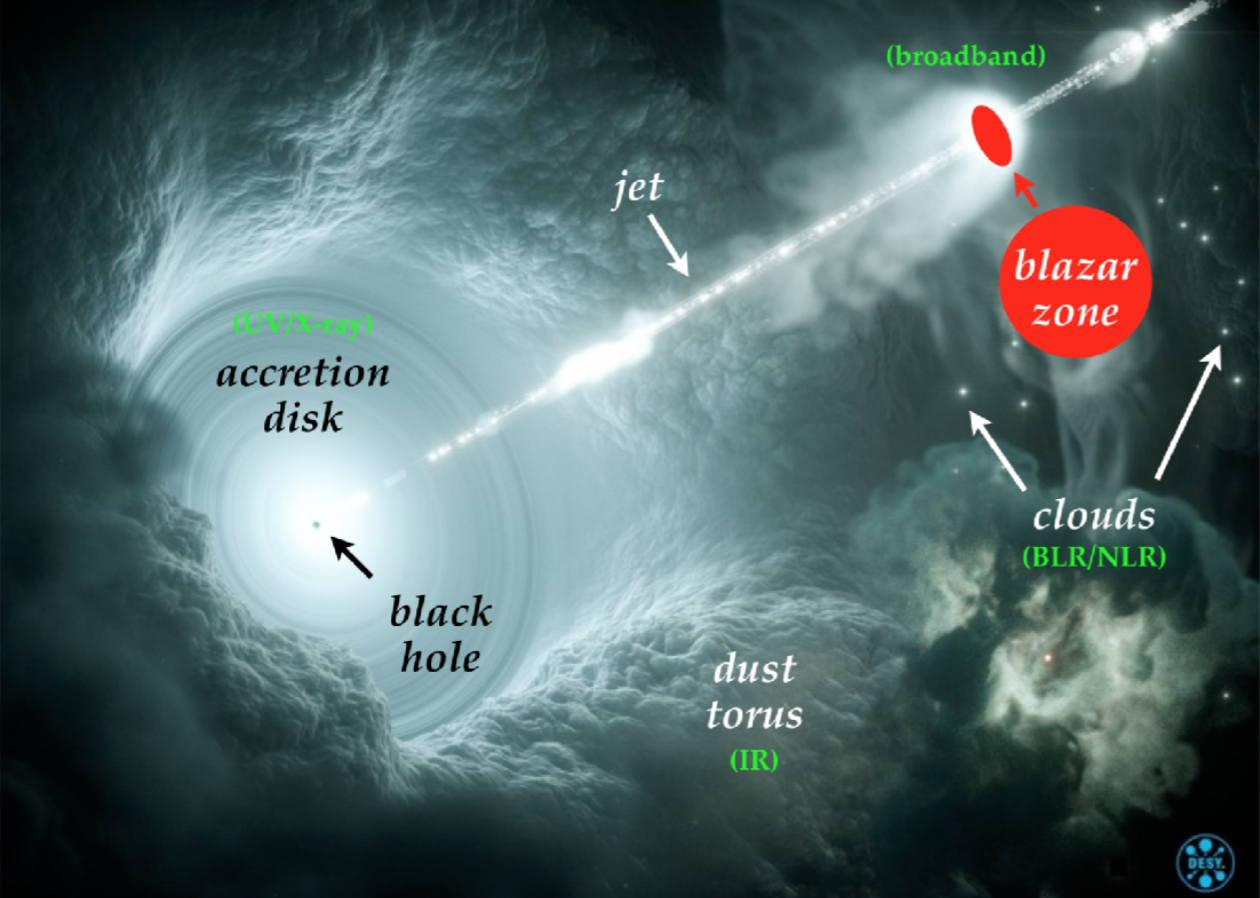 (broadband)
jet
blazar
zone
(UV/X-ray)
accretion
disk
clouds
(BLR/NLR)
black
hole
dust
torus
(IR)
DESY.